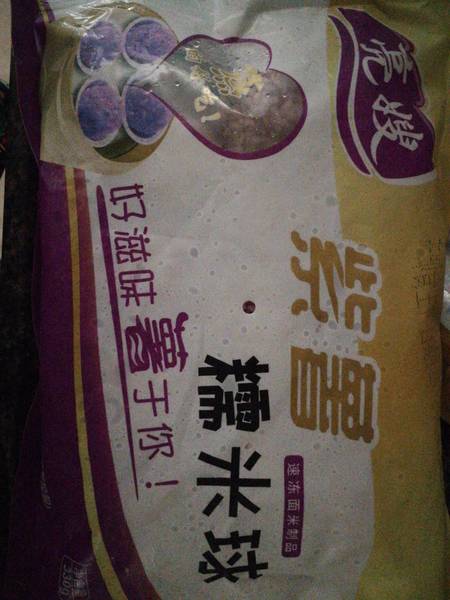 亮嫂
紫薯
糯米球
速冻面米制品
好滋味薯于你！
330g